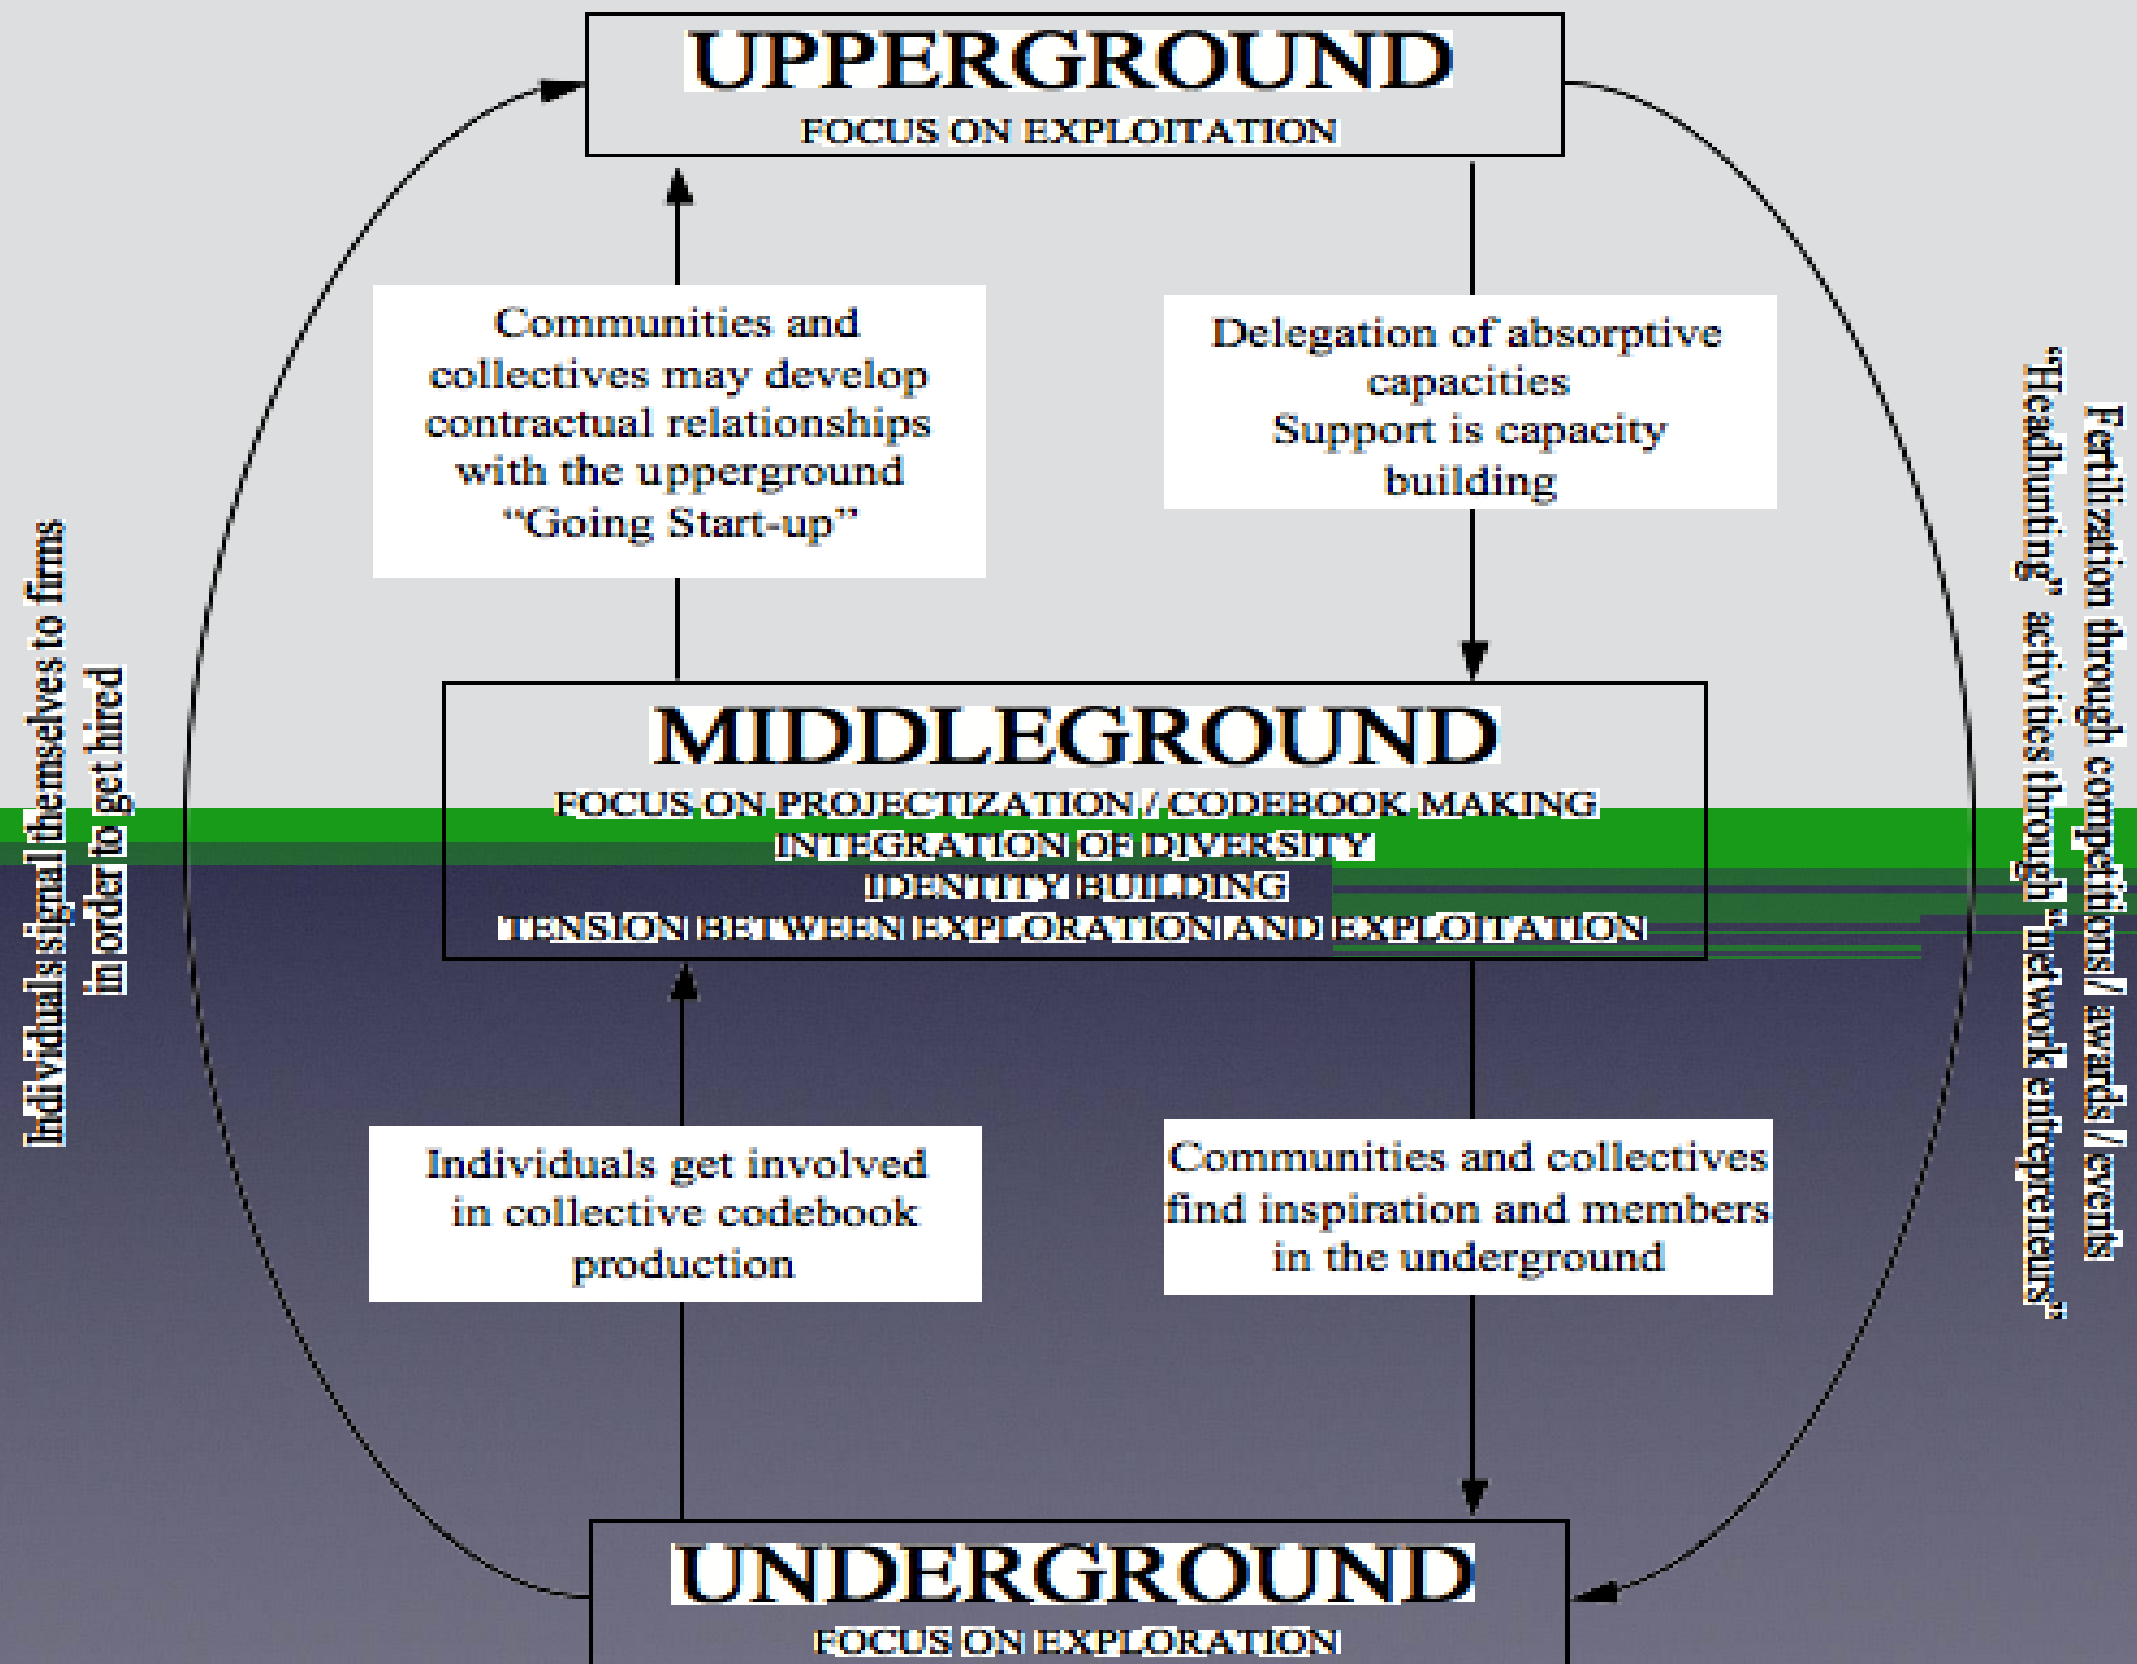 UPPERGROUND
FOCUS ON EXPLOITATION
Communities and
collectives may develop
contractual relationships
with the upperground
“Going Start-up”
Delegation of absorptive
capacities
Support is capacity
building
Individuals signal themselves to firms
in order to get hired
Fertilization through competitions / awards / events
“Headhunting” activities through “network entrepreneurs”
MIDDLEGROUND
FOCUS ON PROJECTIZATION / CODEBOOK MAKING
INTEGRATION OF DIVERSITY
IDENTITY BUILDING
TENSION BETWEEN EXPLORATION AND EXPLOITATION
Individuals get involved
in collective codebook
production
Communities and collectives
find inspiration and members
in the underground
UNDERGROUND
FOCUS ON EXPLORATION